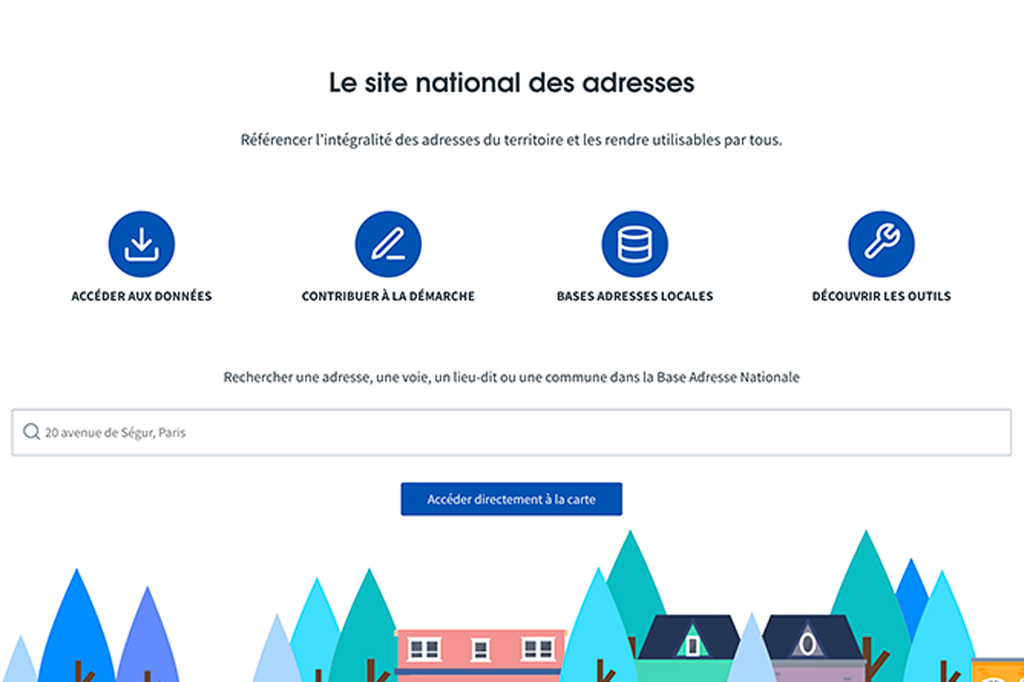 Le site national des adresses
Référencer l'intégralité des adresses du territoire et les rendre utilisables par tous.
ACCÉDER AUX DONNÉES
CONTRIBUER À LA DÉMARCHE
BASES ADRESSES LOCALES
DÉCOUVRIR LES OUTILS
Rechercher une adresse, une voie, un lieu-dit ou une commune dans la Base Adresse Nationale
20 avenue de Ségur, Paris
Accéder directement à la carte